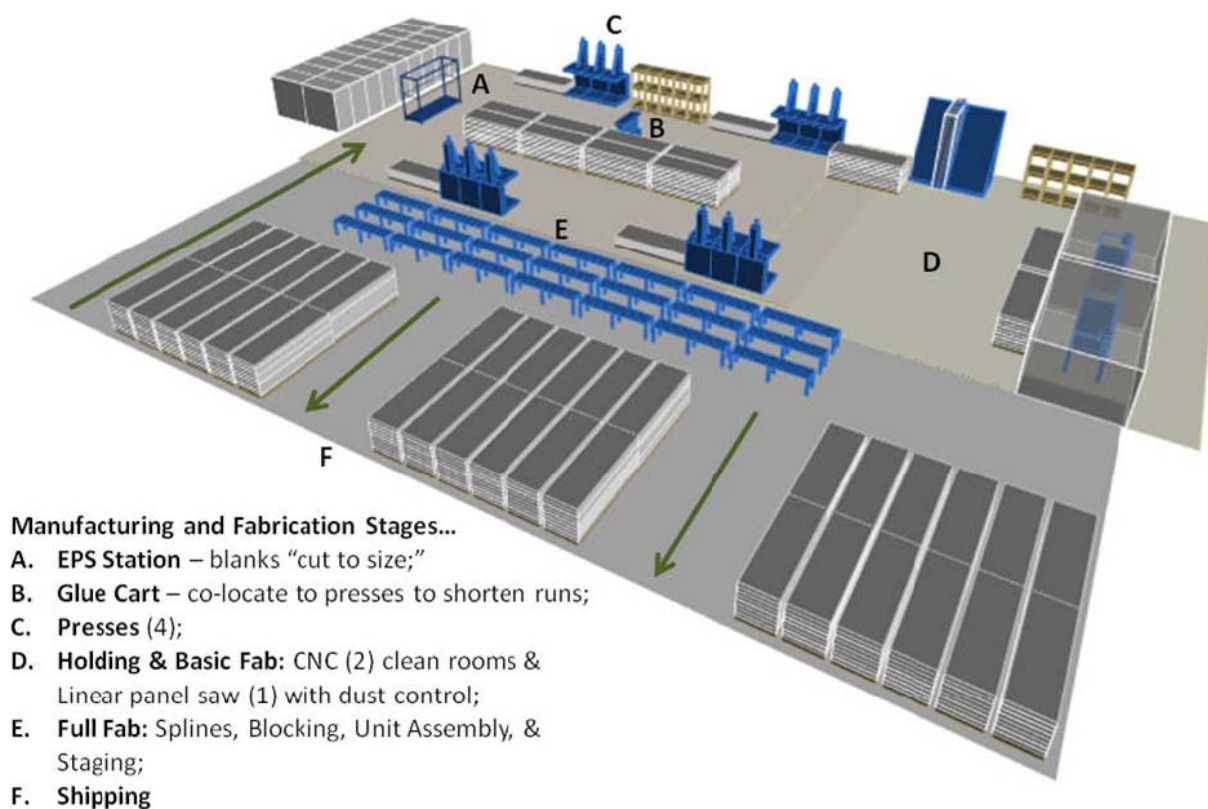 C
A
B
E
D
F
Manufacturing and Fabrication Stages...
A. EPS Station – blanks “cut to size;”
B. Glue Cart – co-locate to presses to shorten runs;
C. Presses (4);
D. Holding & Basic Fab: CNC (2) clean rooms &
Linear panel saw (1) with dust control;
E. Full Fab: Splines, Blocking, Unit Assembly, &
Staging;
F. Shipping